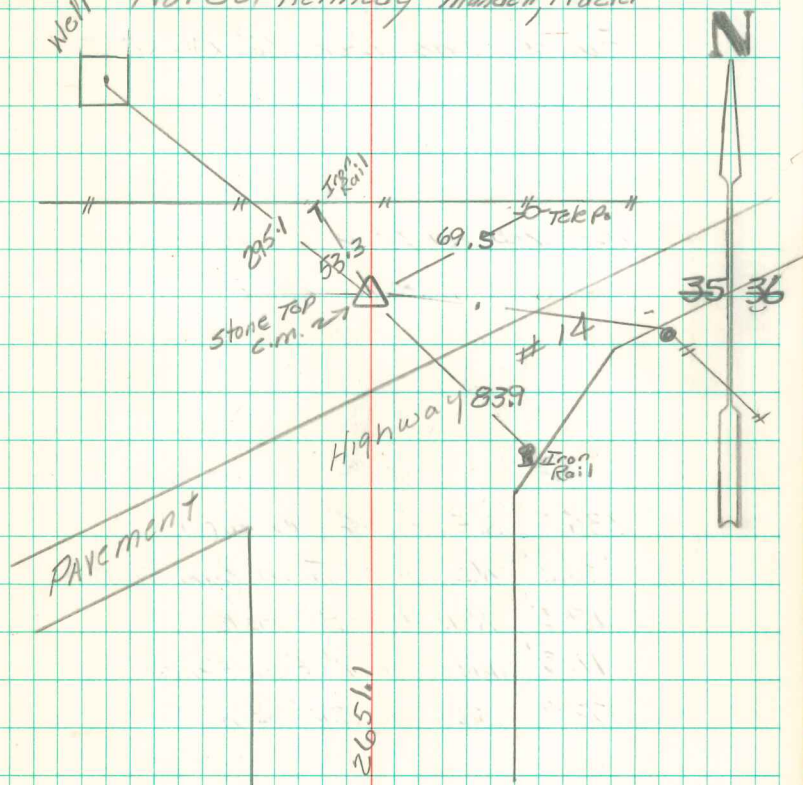 Well
N
Iron
Rail
Tele Po.
295.1
53.3
69.5
35 36
Stone Top
c.m.
# 14
Highway
83.9
Iron
Rail
Pavement
2651.1